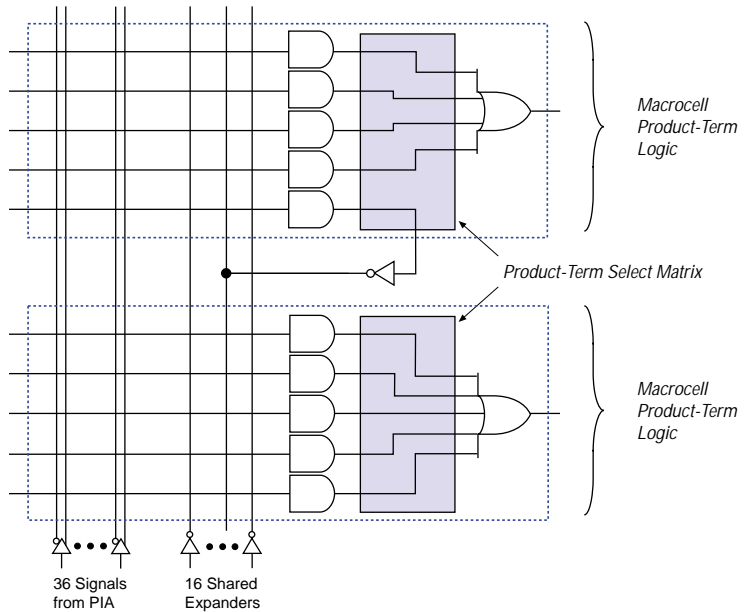 Macrocell
Product-Term
Logic
Product-Term Select Matrix
Macrocell
Product-Term
Logic
36 Signals
from PIA
16 Shared
Expanders